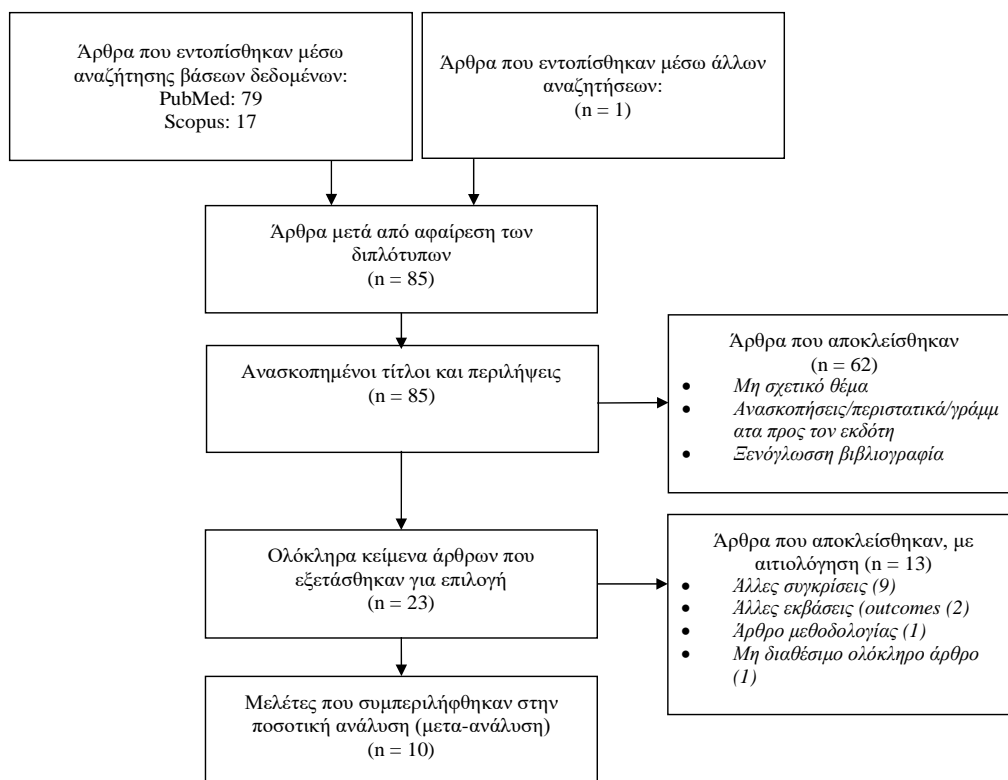 Άρθρα που εντοπίσθηκαν μέσω
αναζήτησης βάσεων δεδομένων:
PubMed: 79
Scopus: 17
Άρθρα που εντοπίσθηκαν μέσω άλλων
αναζητήσεων:
(n = 1)
Άρθρα μετά από αφαίρεση των
διπλότυπων
(n = 85)
Ανασκοπημένοι τίτλοι και περιλήψεις
(n = 85)
Άρθρα που αποκλείσθηκαν
(n = 62)
• Μη σχετικό θέμα
• Ανασκοπήσεις/περιστατικά/γράμμ
ατα προς τον εκδότη
• Ξενόγλωσση βιβλιογραφία
Ολόκληρα κείμενα άρθρων που
εξετάσθηκαν για επιλογή
(n = 23)
Άρθρα που αποκλείσθηκαν, με
αιτιολόγηση (n = 13)
• Άλλες συγκρίσεις (9)
• Άλλες εκβάσεις (outcomes (2)
• Άρθρο μεθοδολογίας (1)
• Μη διαθέσιμο ολόκληρο άρθρο
(1)
Μελέτες που συμπεριλήφθηκαν στην
ποσοτική ανάλυση (μετα-ανάλυση)
(n = 10)